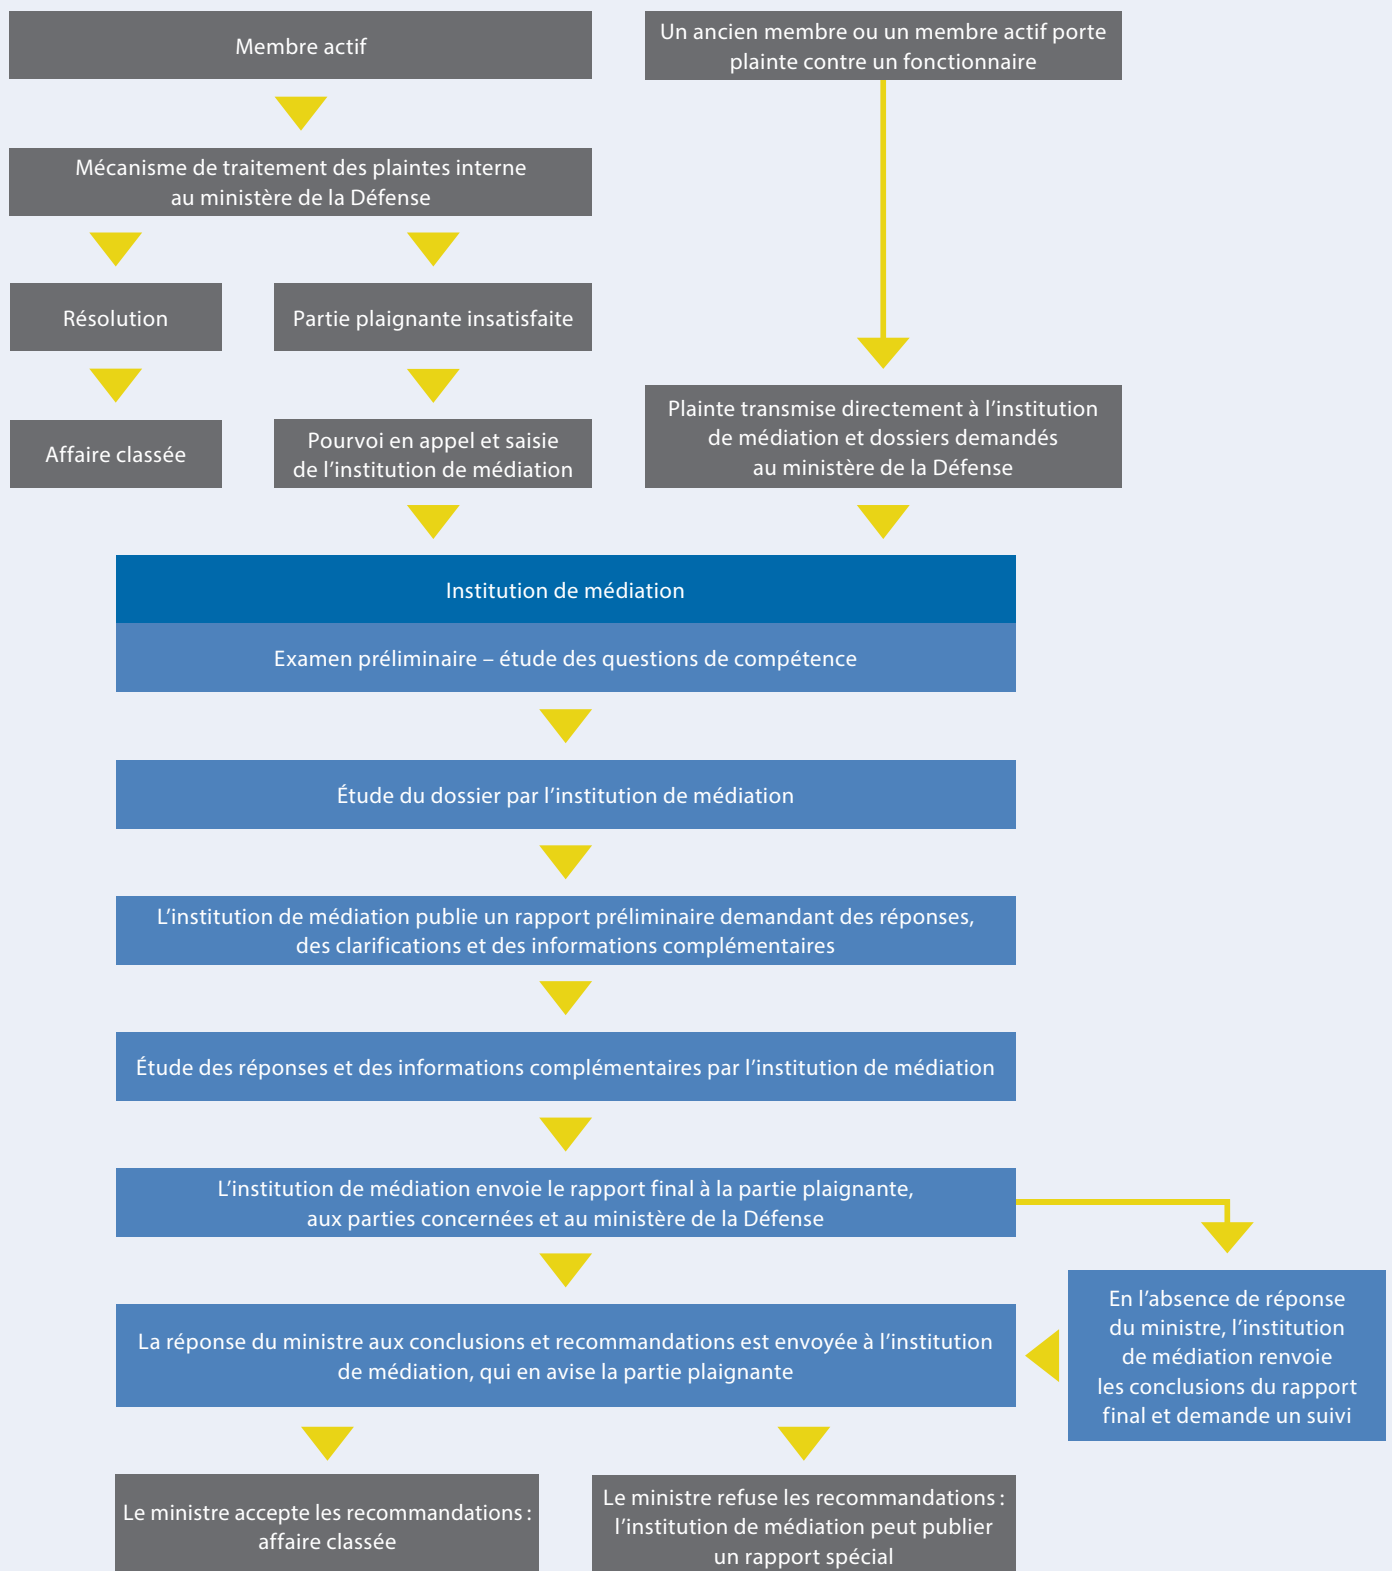 Membre actif
Un ancien membre ou un membre actif porte
plainte contre un fonctionnaire
Mécanisme de traitement des plaintes interne
au ministère de la Défense
Résolution
Partie plaignante insatisfaite
Affaire classée
Pourvoi en appel et saisie
de l’institution de médiation
Plainte transmise directement à l’institution
de médiation et dossiers demandés
au ministère de la Défense
Institution de médiation
Examen préliminaire – étude des questions de compétence
Étude du dossier par l’institution de médiation
L’institution de médiation publie un rapport préliminaire demandant des réponses,
des clarifications et des informations complémentaires
Étude des réponses et des informations complémentaires par l’institution de médiation
L’institution de médiation envoie le rapport final à la partie plaignante,
aux parties concernées et au ministère de la Défense
En l’absence de réponse
du ministre, l’institution
de médiation renvoie
les conclusions du rapport
final et demande un suivi
La réponse du ministre aux conclusions et recommandations est envoyée à l’institution
de médiation, qui en avise la partie plaignante
Le ministre accepte les recommandations :
affaire classée
Le ministre refuse les recommandations :
l’institution de médiation peut publier
un rapport spécial